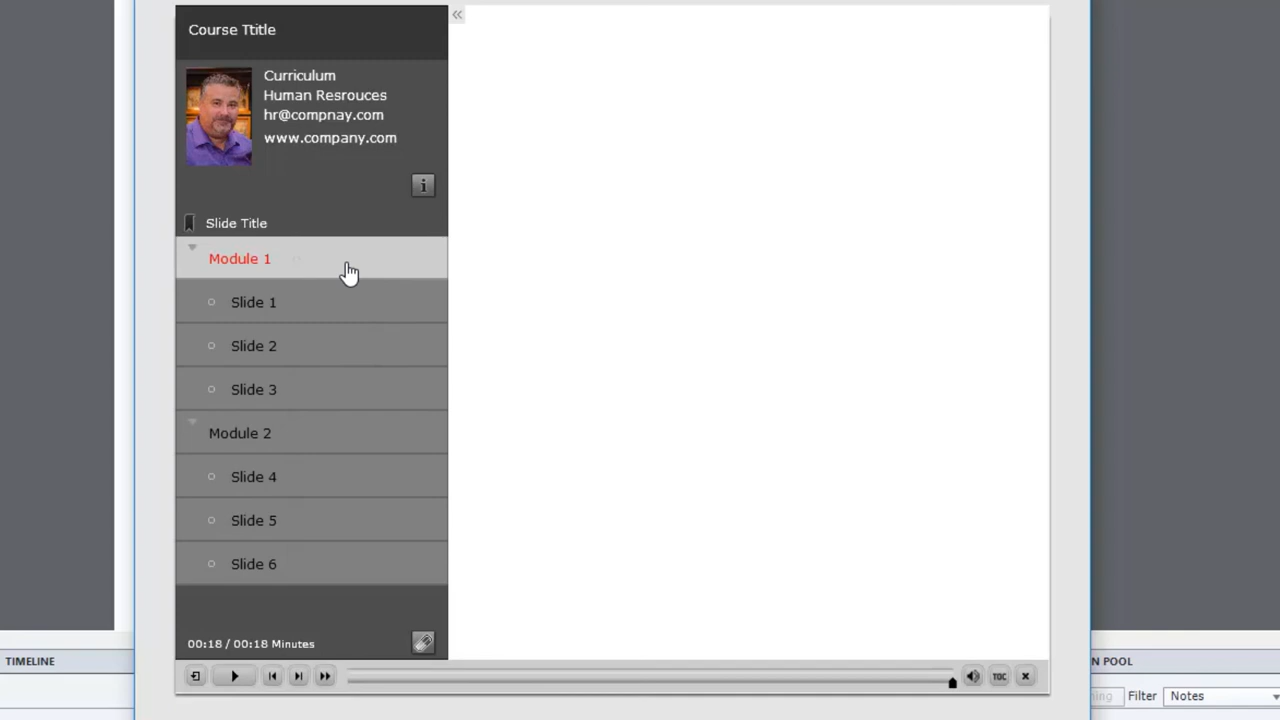 Course Ttitle
Curriculum
Human Resrouces
hr@compnay.com
www.company.com
i
Slide Title
Module 1
Slide 1
Slide 2
Slide 3
Module 2
Slide 4
Slide 5
Slide 6
00:18 / 00:18 Minutes
TOC
TIMELINE
N POOL
Filter
Notes